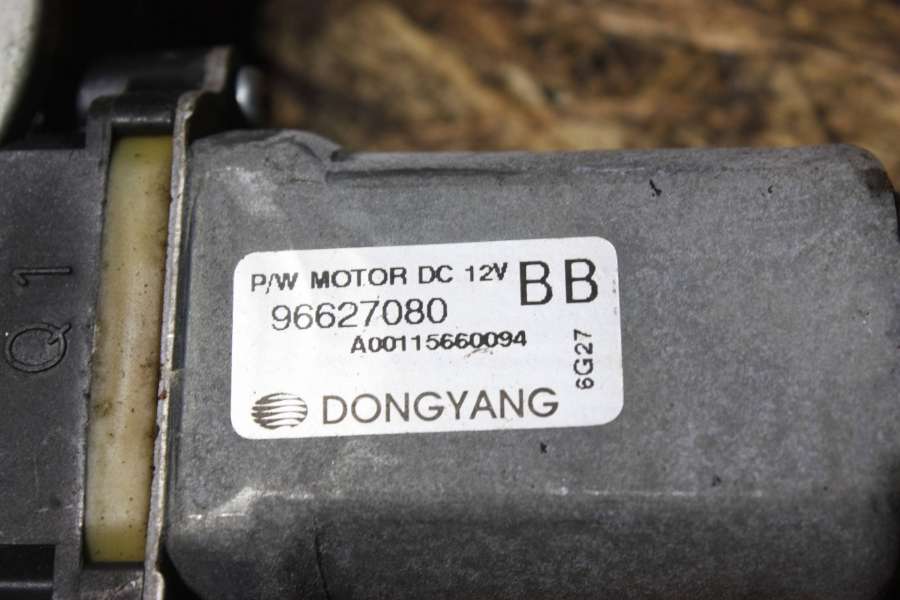 P/W MOTOR DC 12V
BB
96627080
A00115660094
6G27
DONGYANG
Q1